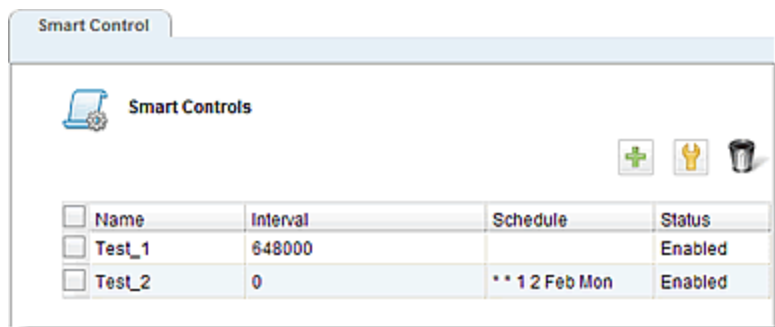 Smart Control
Smart Controls
Name Interval Schedule Status
Test_1 648000 Enabled
Test_2 0 * * 1 2 Feb Mon Enabled